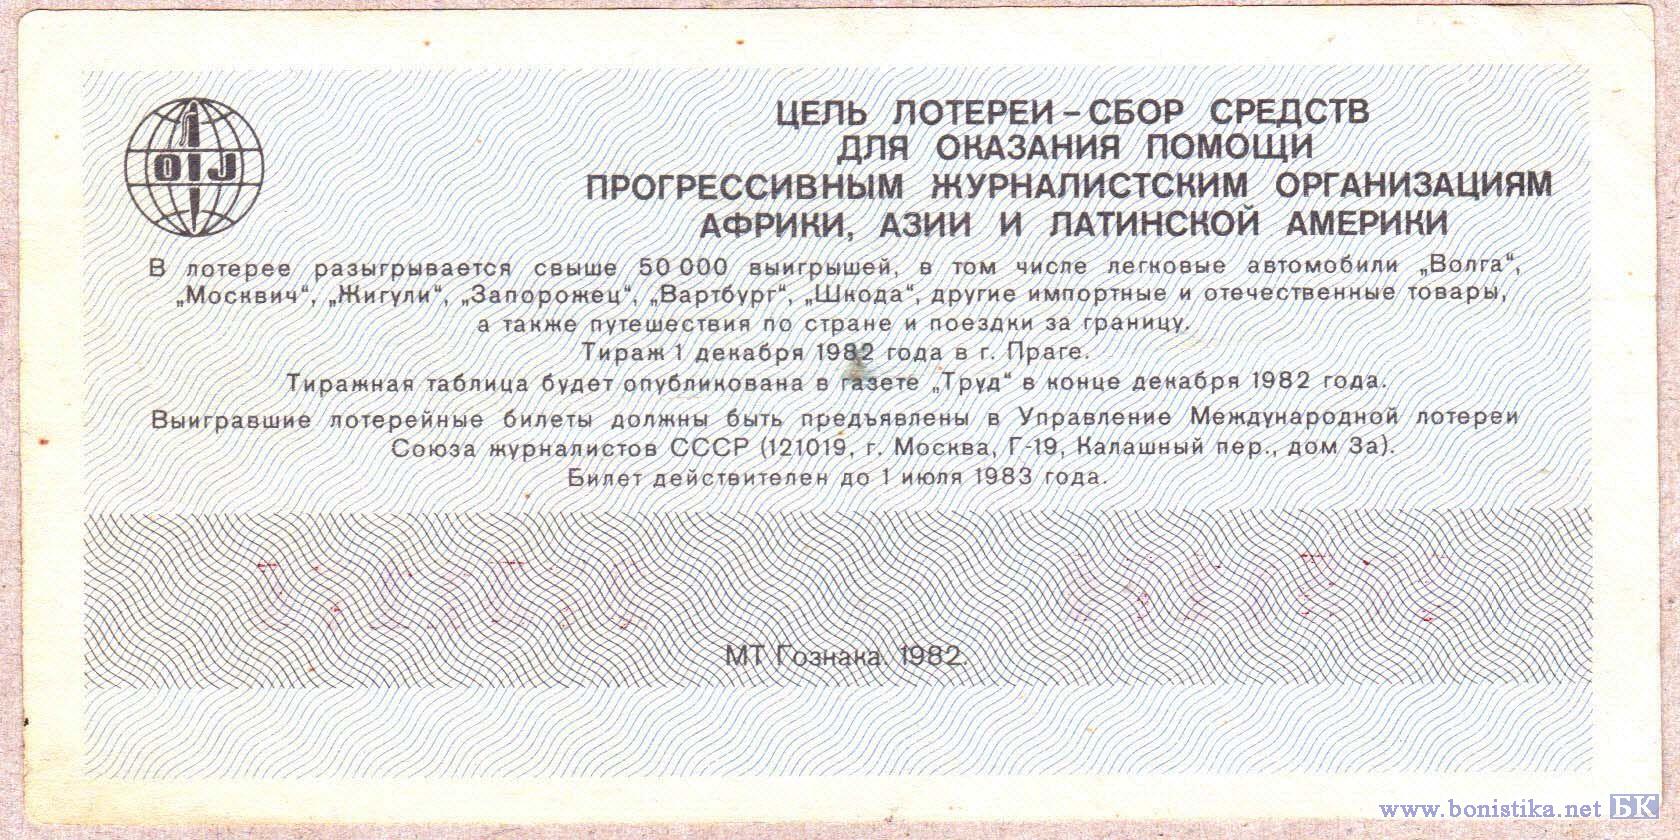 OIJ
ЦЕЛЬ ЛОТЕРЕИ – СБОР СРЕДСТВ
ДЛЯ ОКАЗАНИЯ ПОМОЩИ
ПРОГРЕССИВНЫМ ЖУРНАЛИСТСКИМ ОРГАНИЗАЦИЯМ
АФРИКИ, АЗИИ И ЛАТИНСКОЙ АМЕРИКИ
В лотерее разыгрывается свыше 50 000 выигрышей, в том числе легковые автомобили „Волга“,
„Москвич“, „Жигули“, „Запорожец“, „Вартбург“, „Шкода“, другие импортные и отечественные товары,
а также путешествия по стране и поездки за границу.
Тираж 1 декабря 1982 года в г. Праге.
Тиражная таблица будет опубликована в газете „Труд“ в конце декабря 1982 года.
Выигравшие лотерейные билеты должны быть предъявлены в Управление Международной лотереи
Союза журналистов СССР (121019, г. Москва, Г-19, Калашный пер., дом 3а).
Билет действителен до 1 июля 1983 года.
МТ Гознака. 1982.
www.bonistika.net БК